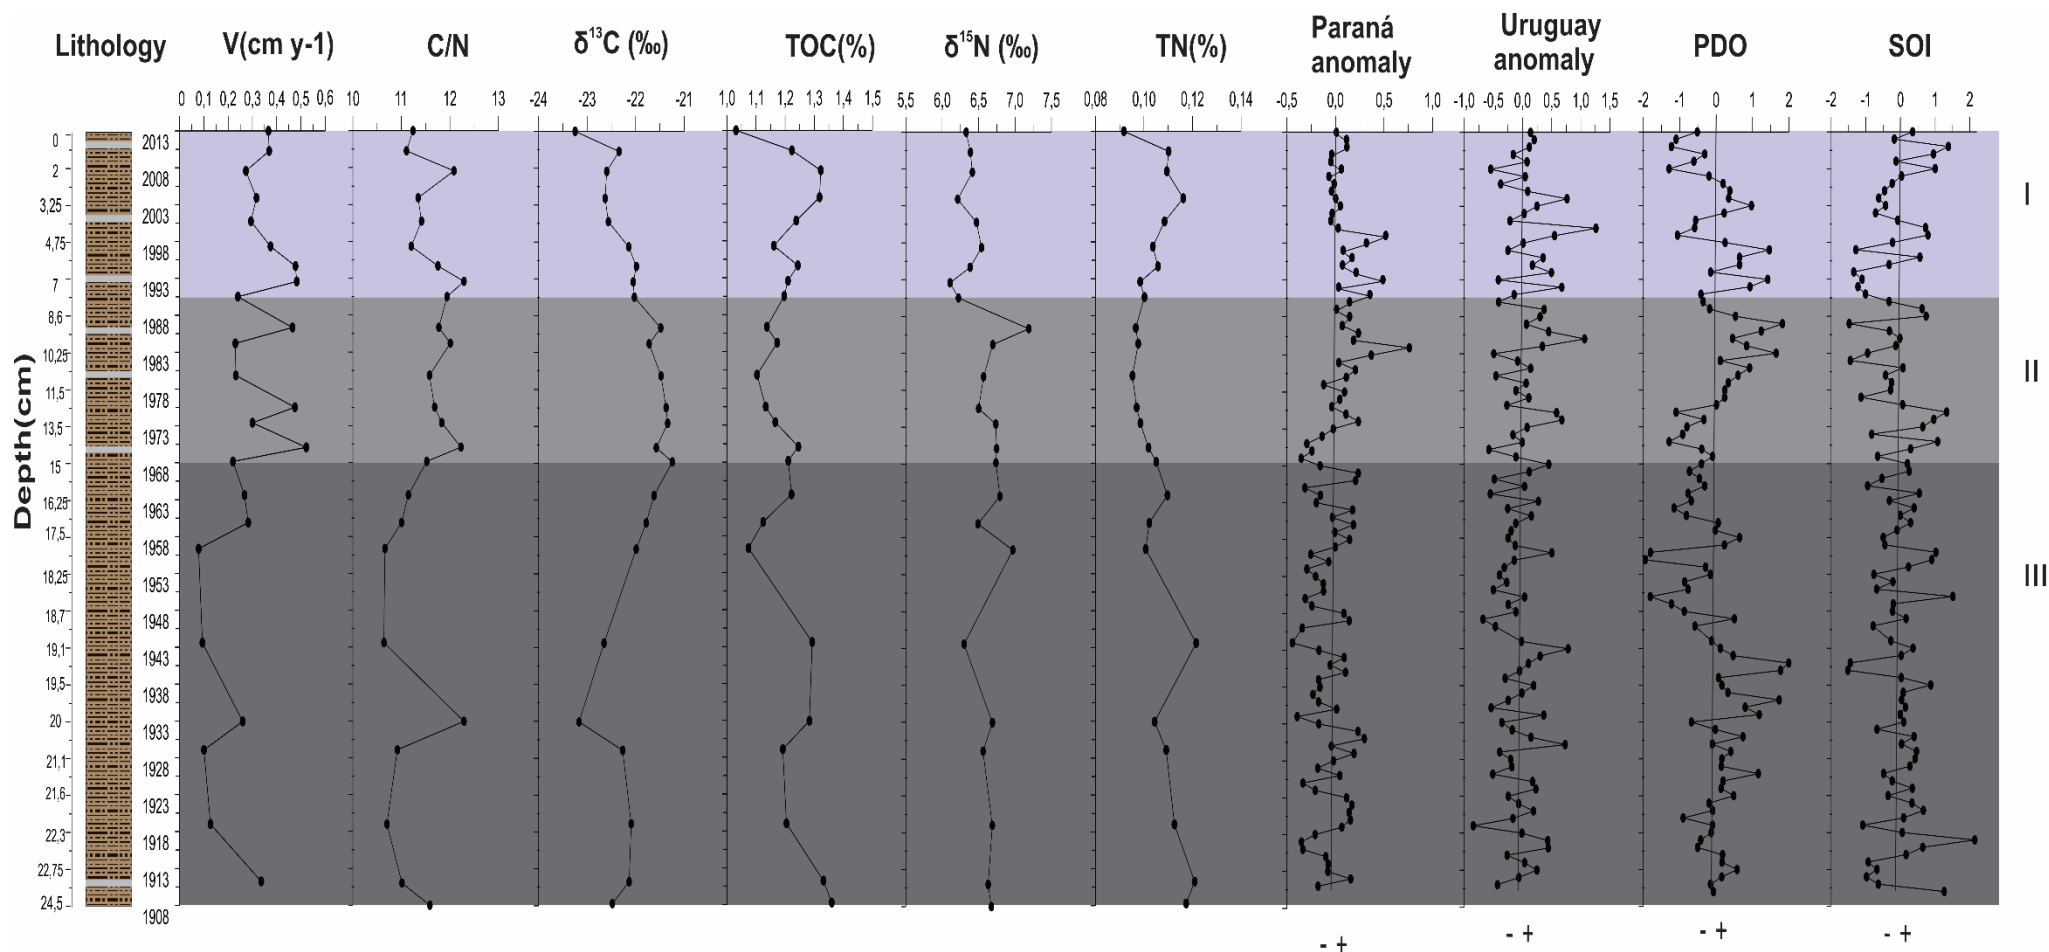 Lithology
V(cm y-1)
C/N
δ¹³C (‰)
TOC(%)
δ¹⁵N (‰)
TN(%)
Paraná
anomaly
Uruguay
anomaly
PDO
SOI
0 0,1 0,2 0,3 0,4 0,5 0,6
10 11 12 13
-24 -23 -22 -21
1,0 1,1 1,2 1,3 1,4 1,5
5,5 6,0 6,5 7,0 7,5
0,08 0,10 0,12 0,14
-0,5 0,0 0,5 1,0
-1,0 -0,5 0,0 0,5 1,0 1,5
-2 -1 0 1 2
-2 -1 0 1 2
Depth(cm)
0 2013
2 2008
3,25 2003
4,75 1998
7 1993
8,6 1988
10,25 1983
11,5 1978
13,5 1973
15 1968
16,25 1963
17,5 1958
18,25 1953
18,7 1948
19,1 1943
19,5 1938
20 1933
21,1 1928
21,6 1923
22,3 1918
22,75 1913
24,5 1908
I
II
III
- +
- +
- +
- +